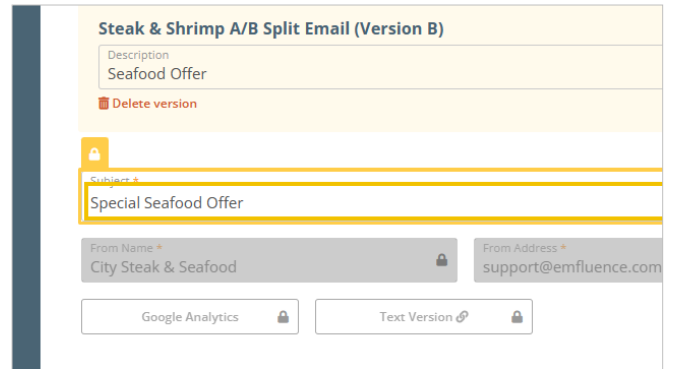 Steak & Shrimp A/B Split Email (Version B)
Description
Seafood Offer
Delete version
Subject *
Special Seafood Offer
From Name * From Address *
City Steak & Seafood support@emfluence.com
Google Analytics Text Version